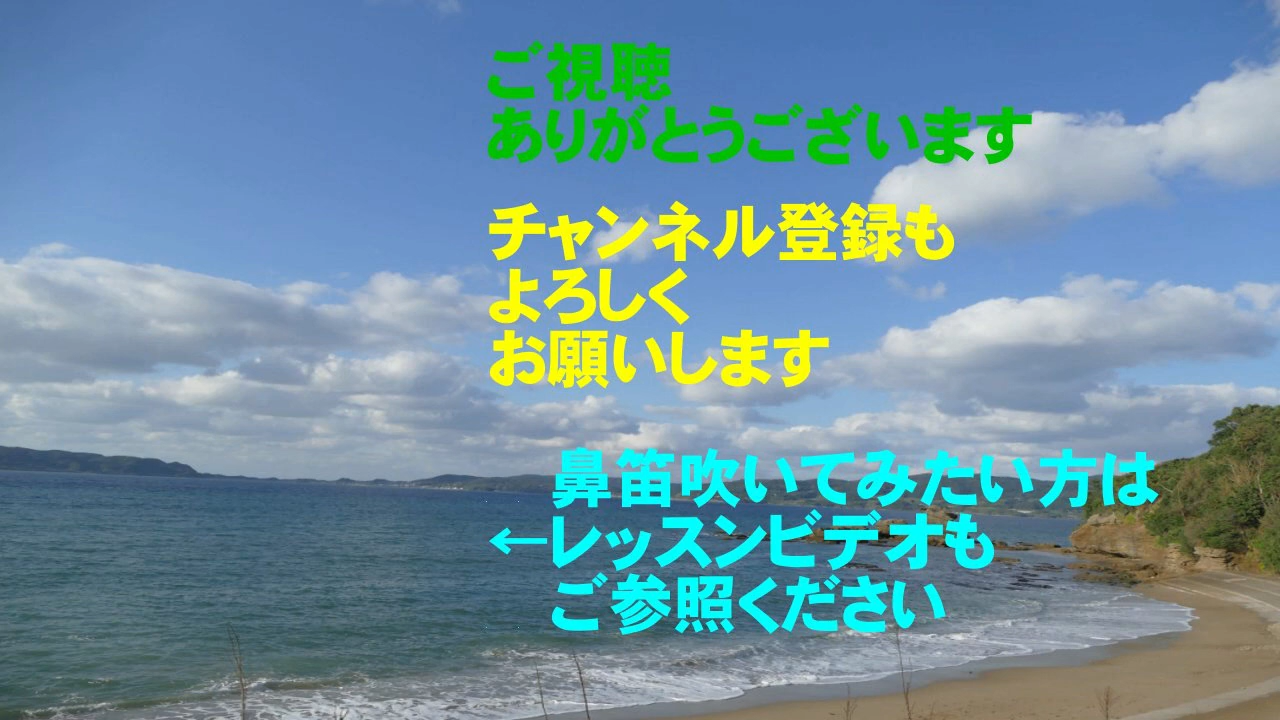 ご視聴
ありがとうございます
チャンネル登録も
よろしく
お願いします
鼻笛吹いてみたい方は
←レッスンビデオも
ご参照ください